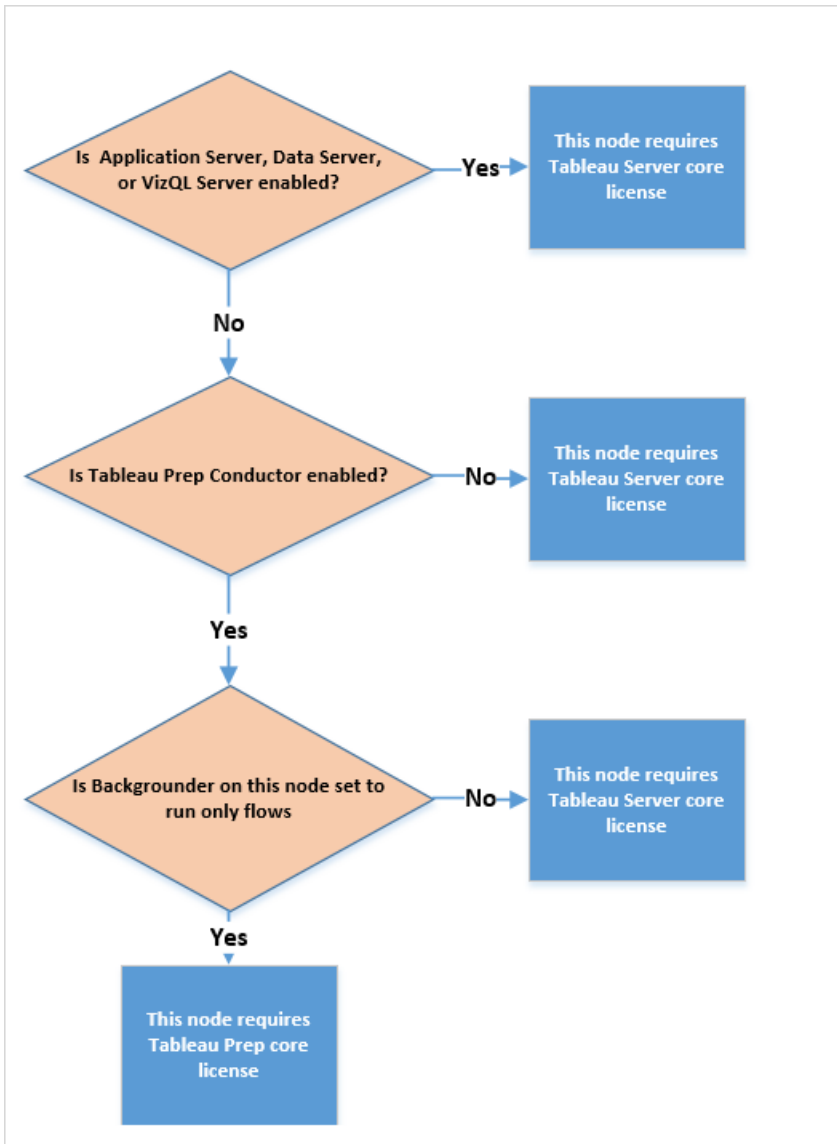 Is Application Server, Data Server,
or VizQL Server enabled?
Yes
This node requires
Tableau Server core
license
No
Is Tableau Prep Conductor enabled?
No
This node requires
Tableau Server core
license
Yes
Is Backgrounder on this node set to
run only flows
No
This node requires
Tableau Server core
license
Yes
This node requires
Tableau Prep core
license